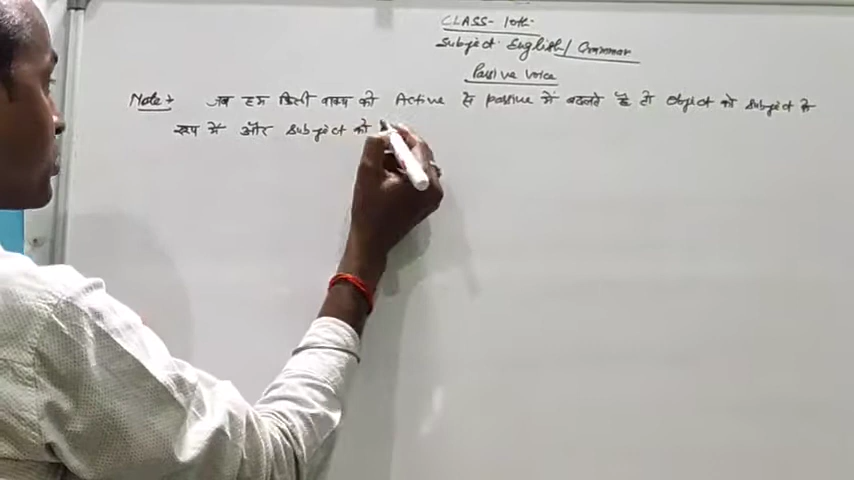 CLASS- 10th.
Subject. English/ Grammar
Passive Voice
Note→ जब हम किसी वाक्य को Active से passive में बदलते है तो Object को subject के
रूप में और subject को